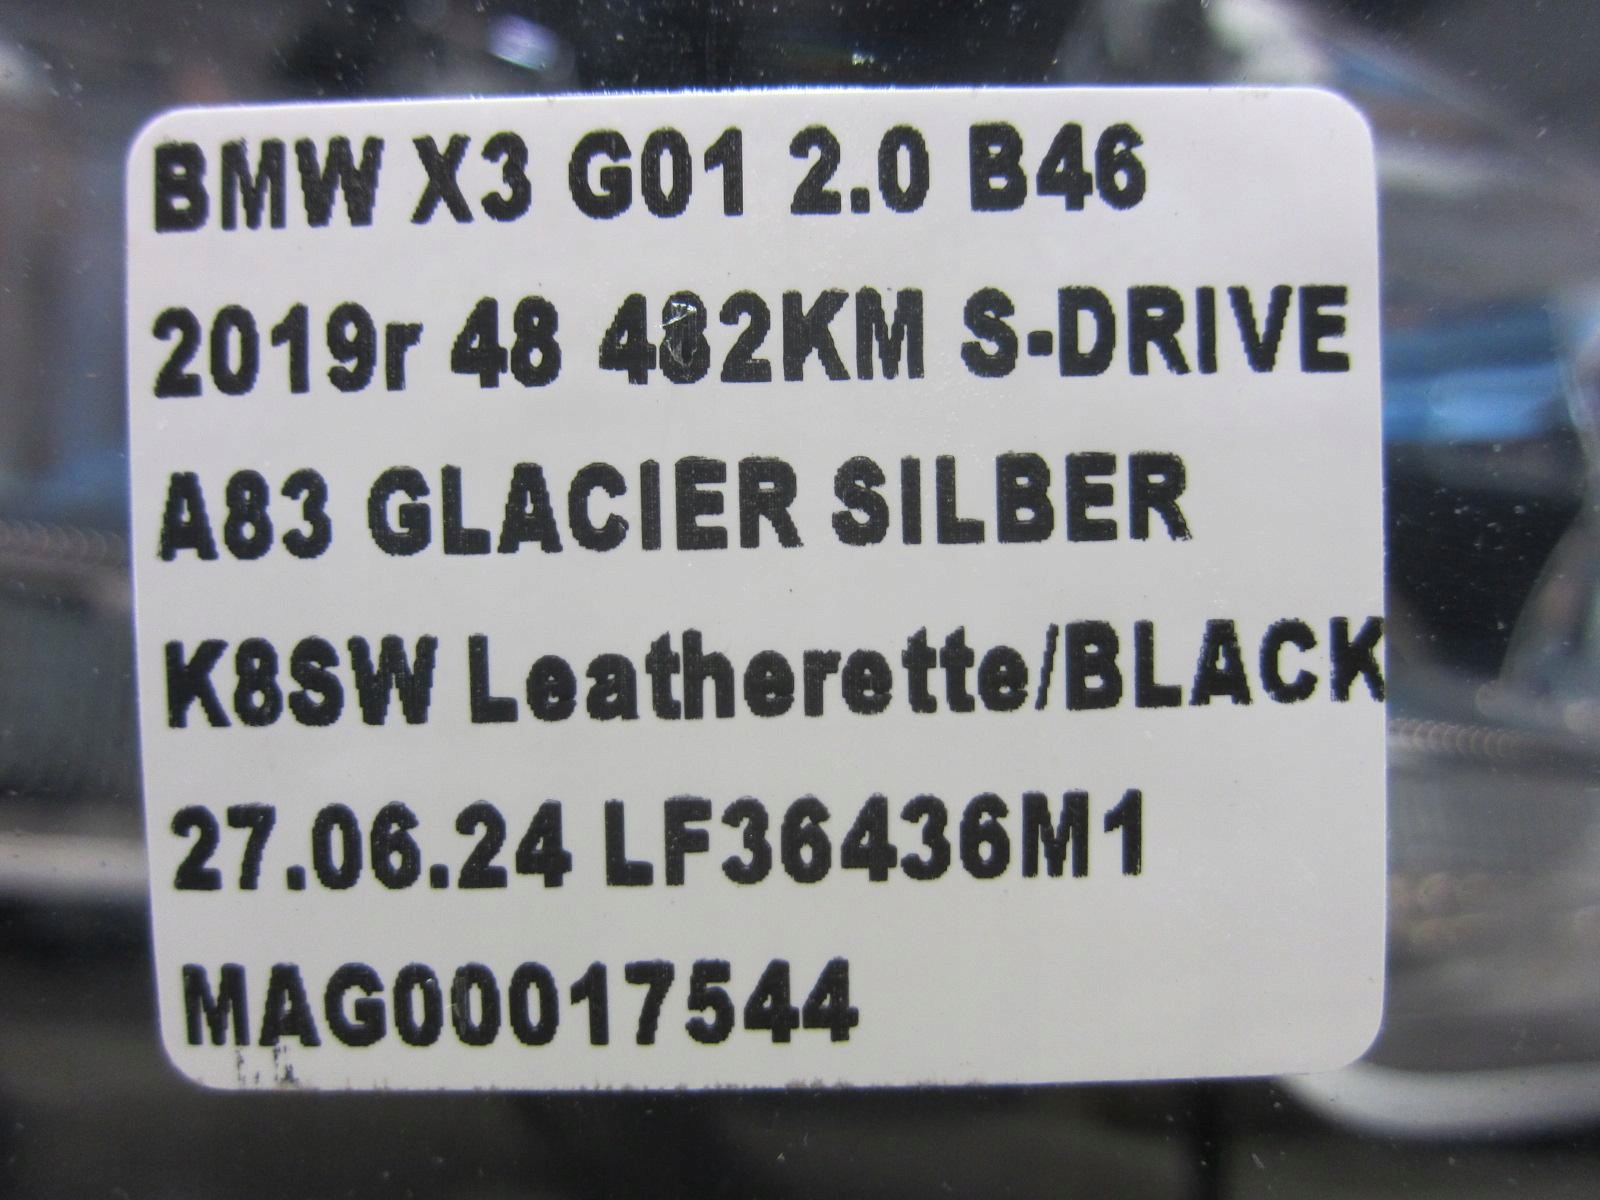 BMW X3 G01 2.0 B46
2019r 48 482KM S-DRIVE
A83 GLACIER SILBER
K8SW Leatherette/BLACK
27.06.24 LF36436M1
MAG00017544